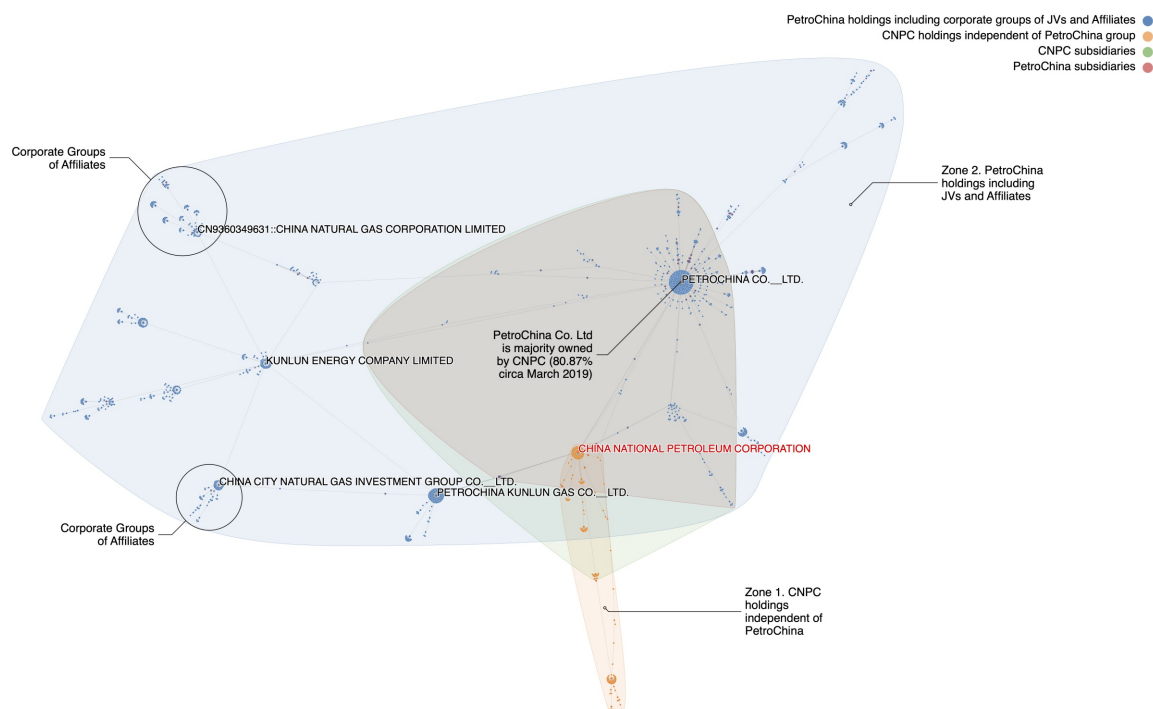 PetroChina holdings including corporate groups of JVs and Affiliates
CNPC holdings independent of PetroChina group
CNPC subsidiaries
PetroChina subsidiaries
Corporate Groups
of Affiliates
Zone 2. PetroChina
holdings including
JVs and Affiliates
CN9360349631::CHINA NATURAL GAS CORPORATION LIMITED
PETROCHINA CO.__LTD.
PetroChina Co. Ltd
is majority owned
by CNPC (80.87%
circa March 2019)
KUNLUN ENERGY COMPANY LIMITED
CHINA NATIONAL PETROLEUM CORPORATION
CHINA CITY NATURAL GAS INVESTMENT GROUP CO.__LTD.
PETROCHINA KUNLUN GAS CO.__LTD.
Corporate Groups
of Affiliates
Zone 1. CNPC
holdings
independent of
PetroChina